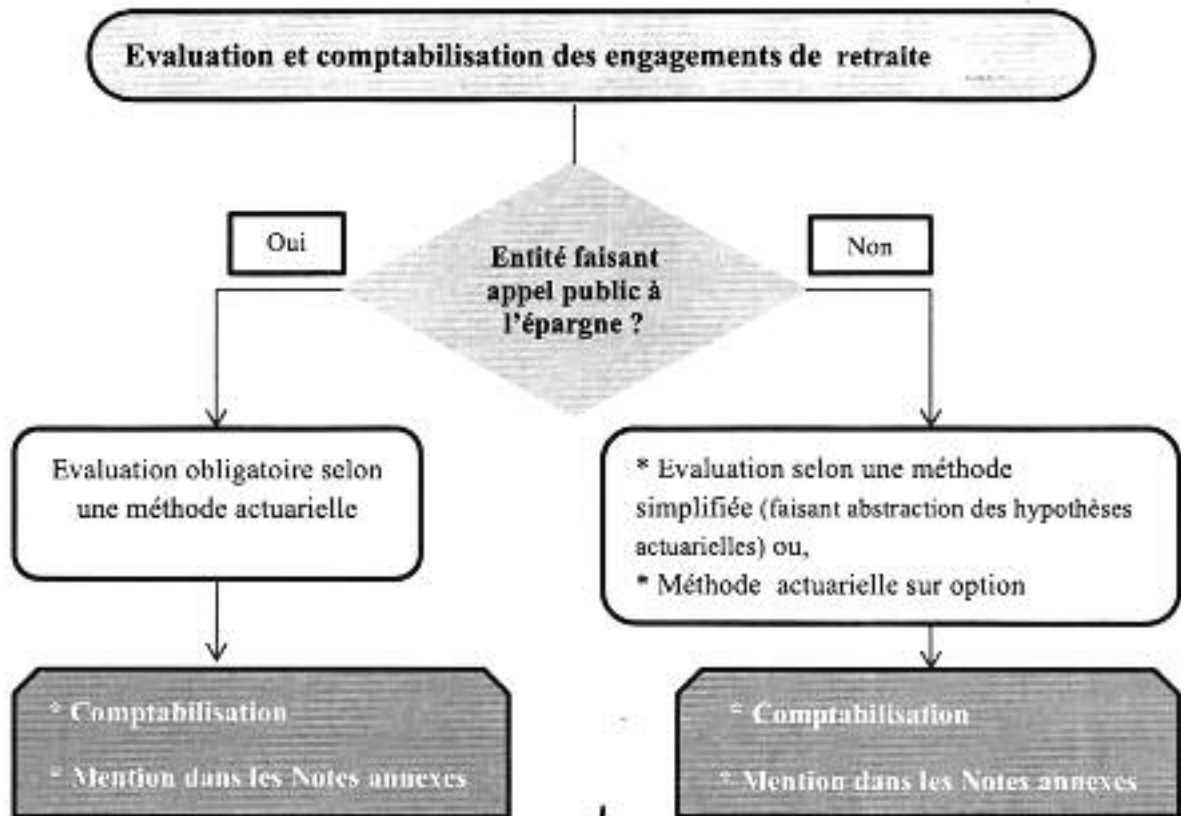 Evaluation et comptabilisation des engagements de retraite
Oui
Non
Entité faisant
appel public à
l'épargne ?
Evaluation obligatoire selon
une méthode actuarielle
* Evaluation selon une méthode
simplifiée (faisant abstraction des hypothèses
actuarielles) ou,
* Méthode actuarielle sur option
* Comptabilisation
* Mention dans les Notes annexes
* Comptabilisation
* Mention dans les Notes annexes